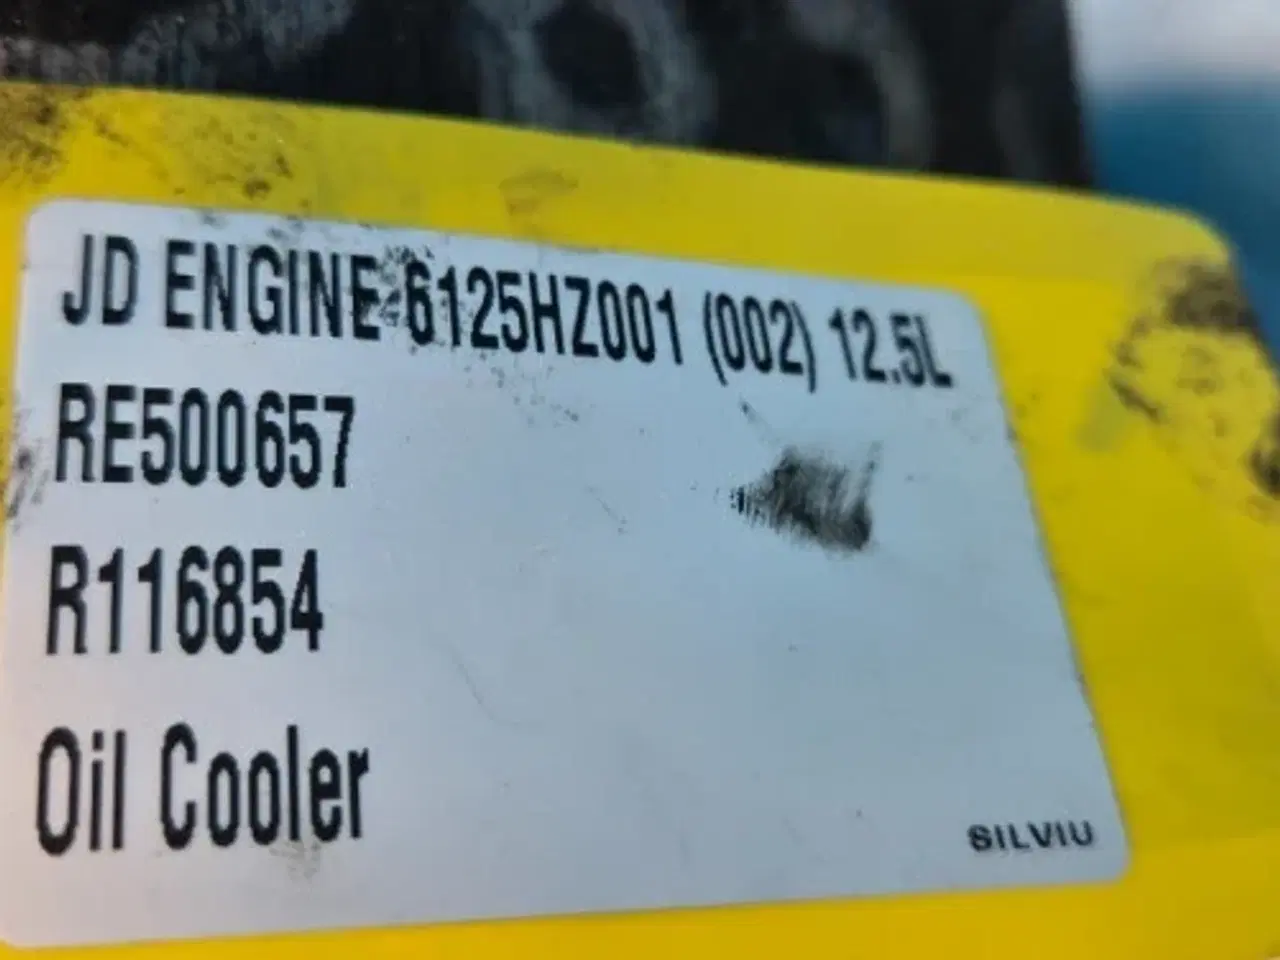 JD ENGINE 6125HZ001 (002) 12.5L
RE500657
R116854
Oil Cooler
SILVIU